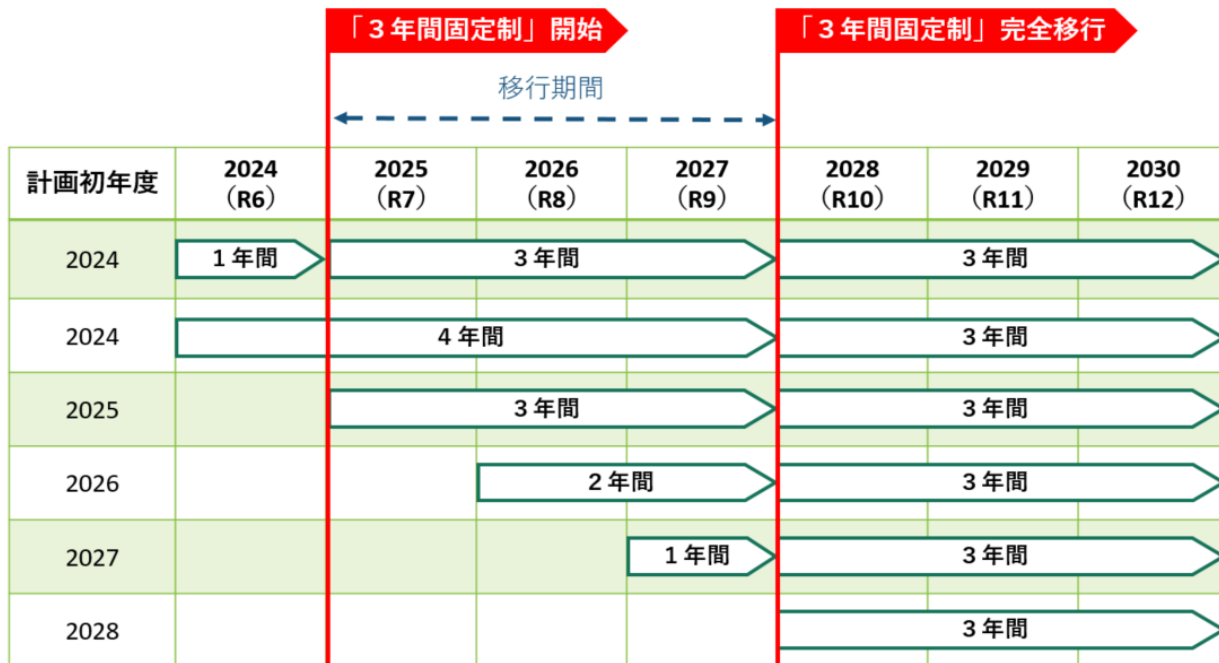 「３年間固定制」開始
「３年間固定制」完全移行
移行期間
計画初年度
2024
（R6）
2025
（R7）
2026
（R8）
2027
（R9）
2028
（R10）
2029
（R11）
2030
（R12）
2024
１年間
３年間
３年間
2024
４年間
３年間
2025
３年間
３年間
2026
２年間
３年間
2027
１年間
３年間
2028
３年間